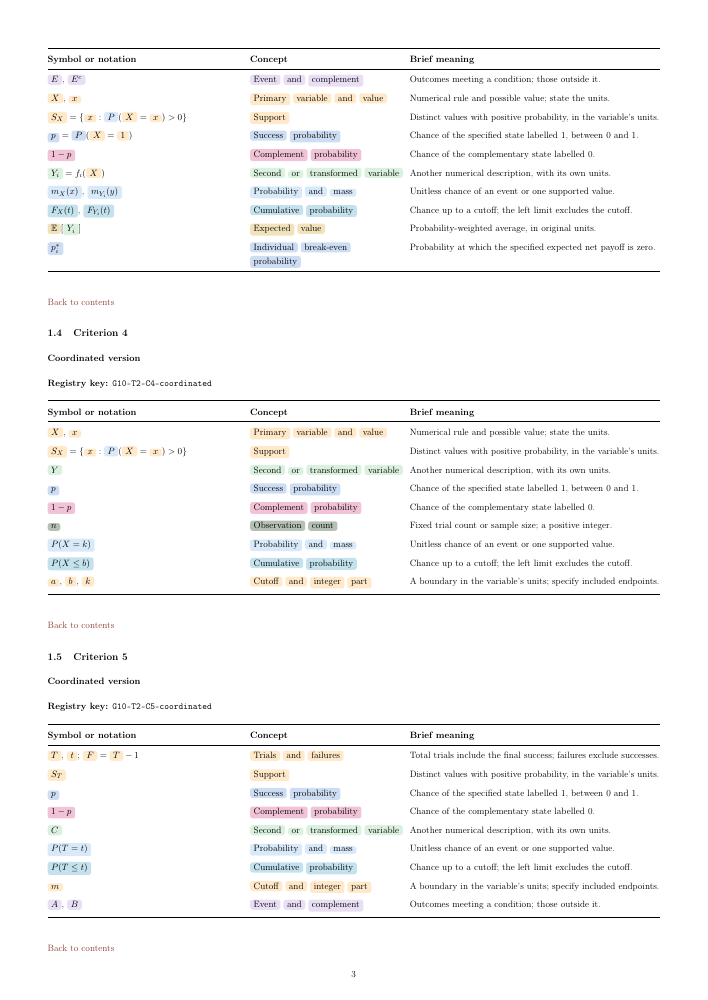 Symbol or notation Concept Brief meaning
E , Eᶜ Event and complement Outcomes meeting a condition; those outside it.
X , x Primary variable and value Numerical rule and possible value; state the units.
S_X = { x : P ( X = x ) > 0} Support Distinct values with positive probability, in the variable's units.
p = P ( X = 1 ) Success probability Chance of the specified state labelled 1, between 0 and 1.
1 − p Complement probability Chance of the complementary state labelled 0.
Y_i = f_i( X ) Second or transformed variable Another numerical description, with its own units.
m_X(x) , m_{Y_i}(y) Probability and mass Unitless chance of an event or one supported value.
F_X(t) , F_{Y_i}(t) Cumulative probability Chance up to a cutoff; the left limit excludes the cutoff.
𝔼 [ Y_i ] Expected value Probability-weighted average, in original units.
p_i^* Individual break-even Probability at which the specified expected net payoff is zero.
probability
Back to contents
1.4 Criterion 4
Coordinated version
Registry key: G10-T2-C4-coordinated
Symbol or notation Concept Brief meaning
X , x Primary variable and value Numerical rule and possible value; state the units.
S_X = { x : P ( X = x ) > 0} Support Distinct values with positive probability, in the variable's units.
Y Second or transformed variable Another numerical description, with its own units.
p Success probability Chance of the specified state labelled 1, between 0 and 1.
1 − p Complement probability Chance of the complementary state labelled 0.
n Observation count Fixed trial count or sample size; a positive integer.
P(X = k) Probability and mass Unitless chance of an event or one supported value.
P(X ≤ b) Cumulative probability Chance up to a cutoff; the left limit excludes the cutoff.
a , b , k Cutoff and integer part A boundary in the variable's units; specify included endpoints.
Back to contents
1.5 Criterion 5
Coordinated version
Registry key: G10-T2-C5-coordinated
Symbol or notation Concept Brief meaning
T , t ; F = T − 1 Trials and failures Total trials include the final success; failures exclude successes.
S_T Support Distinct values with positive probability, in the variable's units.
p Success probability Chance of the specified state labelled 1, between 0 and 1.
1 − p Complement probability Chance of the complementary state labelled 0.
C Second or transformed variable Another numerical description, with its own units.
P(T = t) Probability and mass Unitless chance of an event or one supported value.
P(T ≤ t) Cumulative probability Chance up to a cutoff; the left limit excludes the cutoff.
m Cutoff and integer part A boundary in the variable's units; specify included endpoints.
A , B Event and complement Outcomes meeting a condition; those outside it.
Back to contents
3